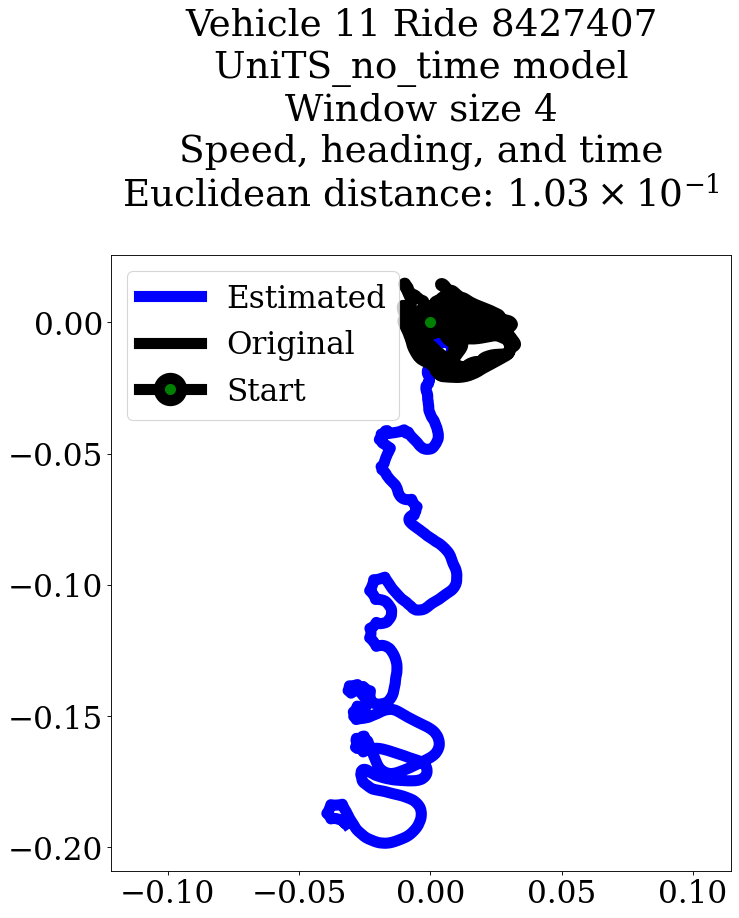 Vehicle 11 Ride 8427407
UniTS_no_time model
Window size 4
Speed, heading, and time
Euclidean distance: 1.03 × 10⁻¹
Estimated
Original
Start
0.00
−0.05
−0.10
−0.15
−0.20
−0.10 −0.05 0.00 0.05 0.10